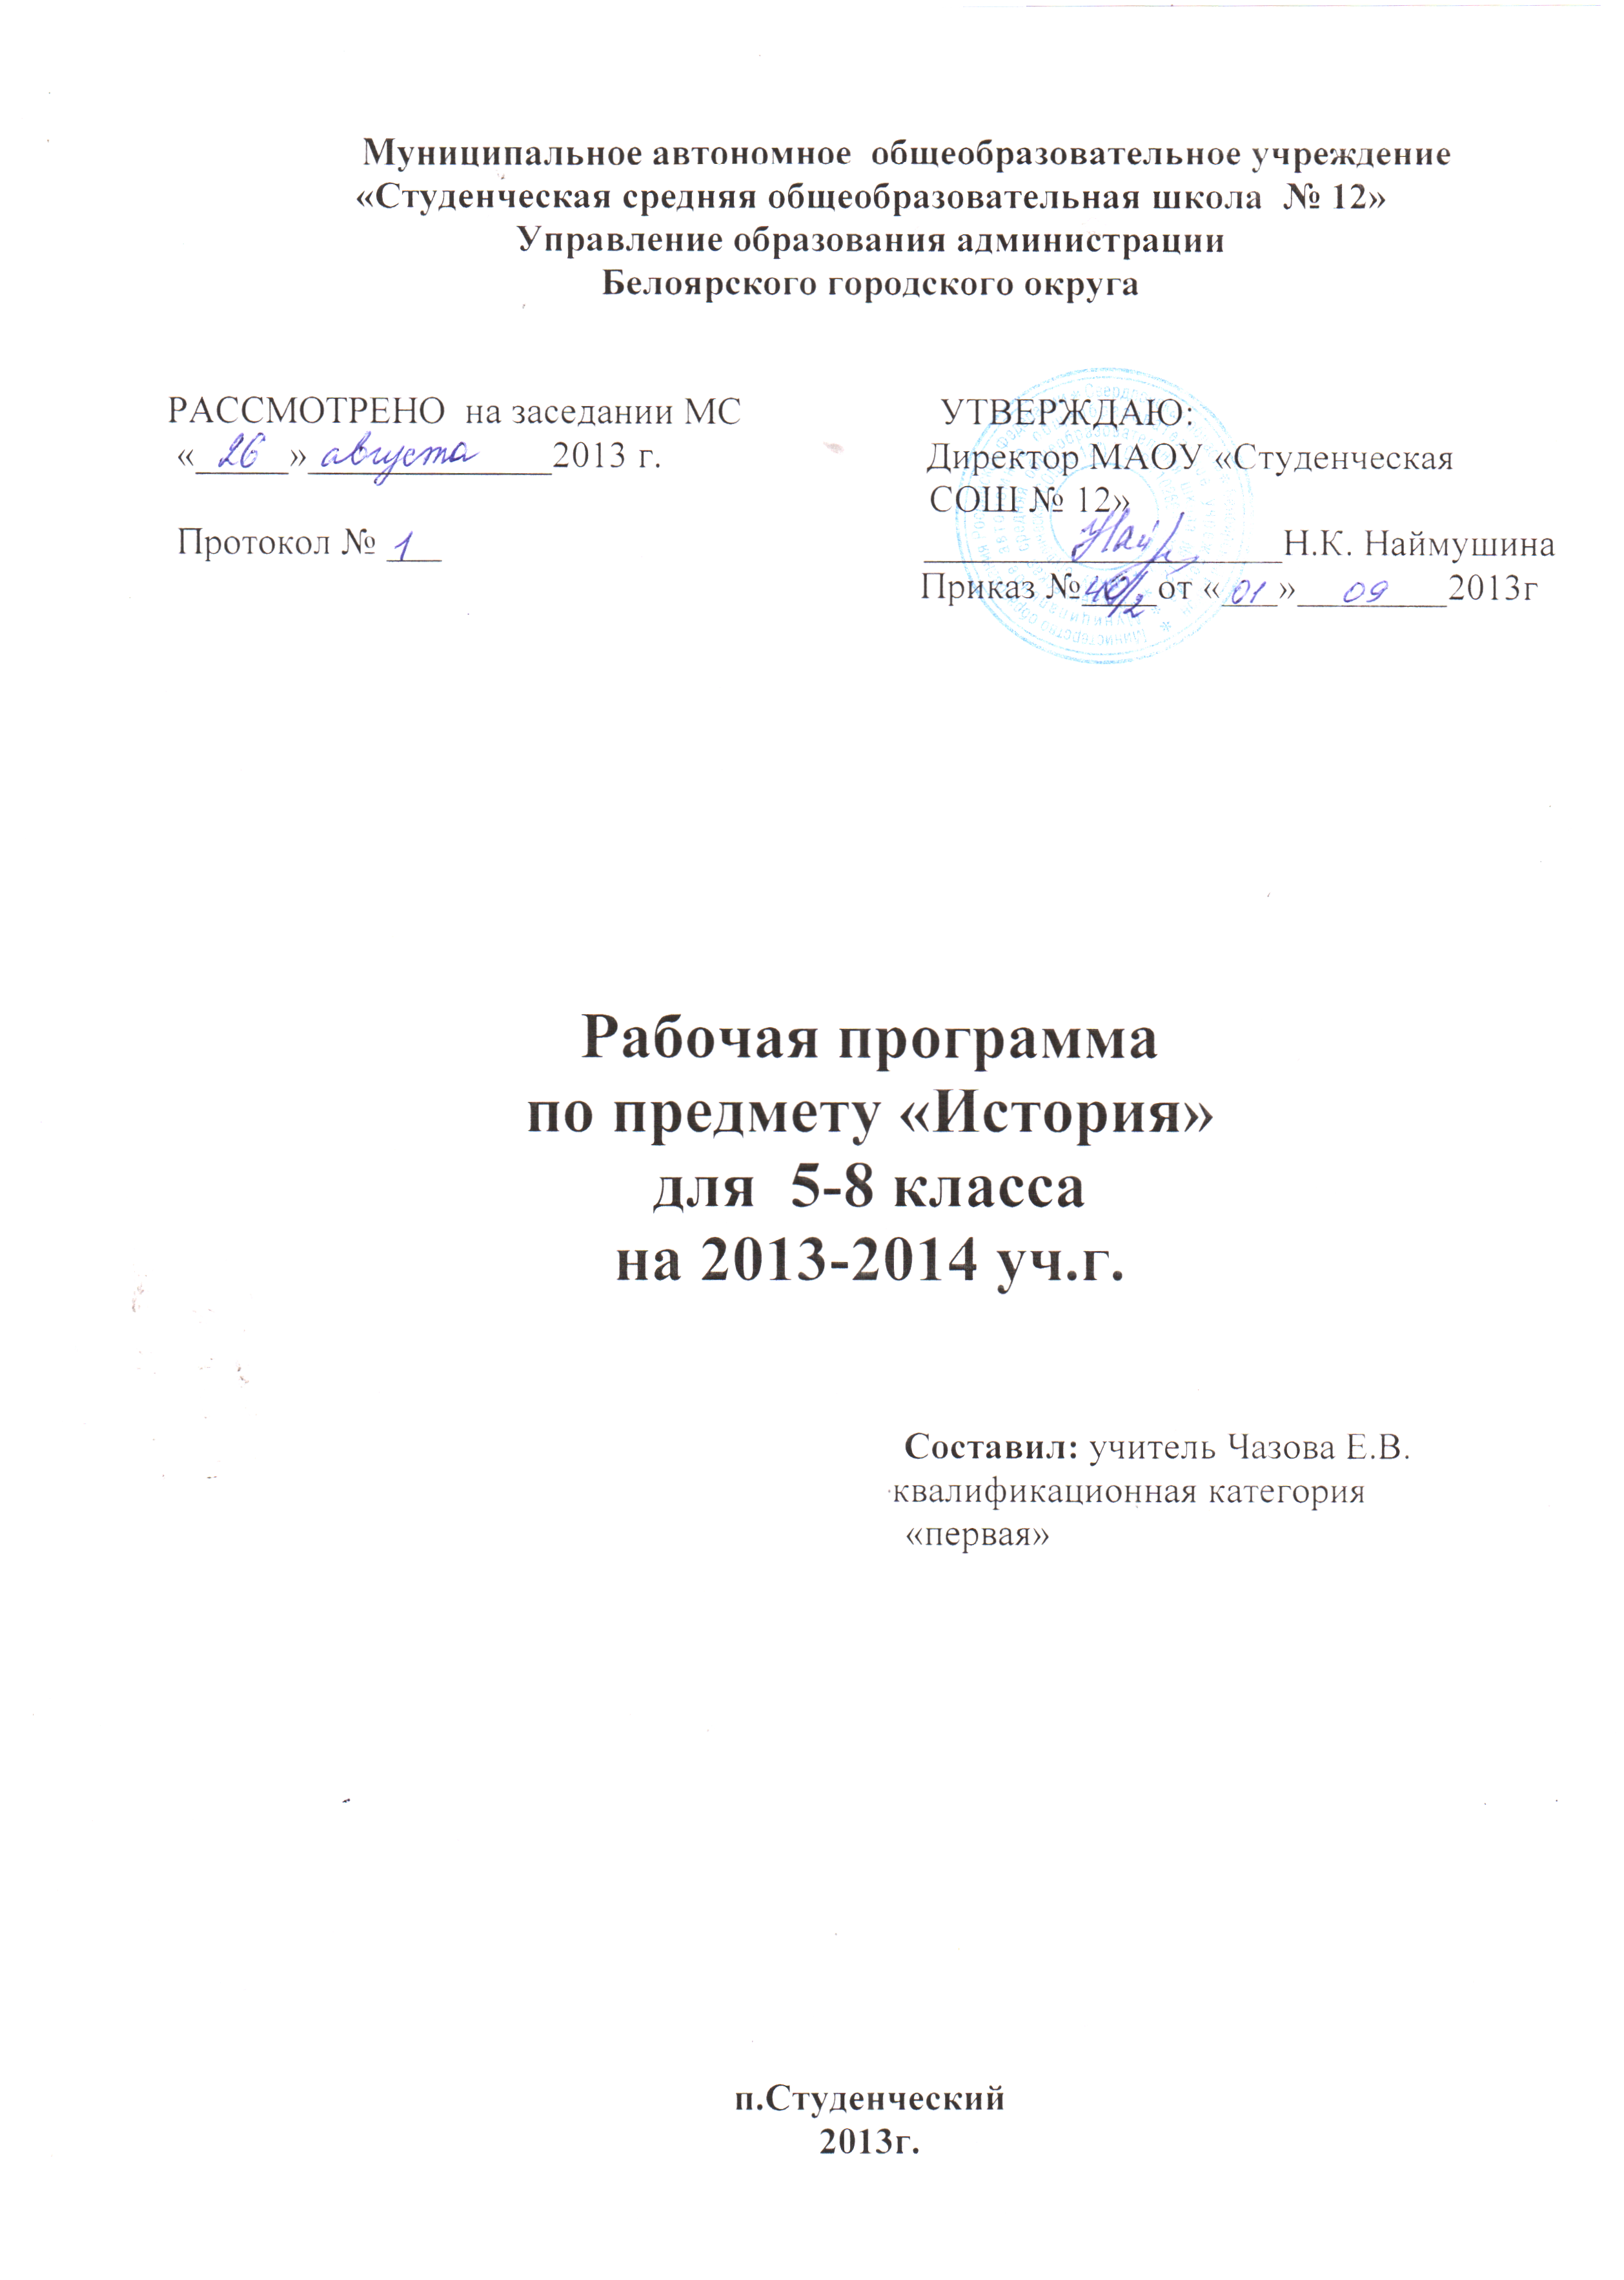 Муниципальное автономное общеобразовательное учреждение
«Студенческая средняя общеобразовательная школа № 12»
Управление образования администрации
Белоярского городского округа
РАССМОТРЕНО на заседании МС
«26» августа 2013 г.
Протокол № 1
УТВЕРЖДАЮ:
Директор МАОУ «Студенческая
СОШ № 12»
Н.К. Наймушина
Приказ № от «01» 09 2013г
Рабочая программа
по предмету «История»
для 5-8 класса
на 2013-2014 уч.г.
Составил: учитель Чазова Е.В.
квалификационная категория
«первая»
п.Студенческий
2013г.